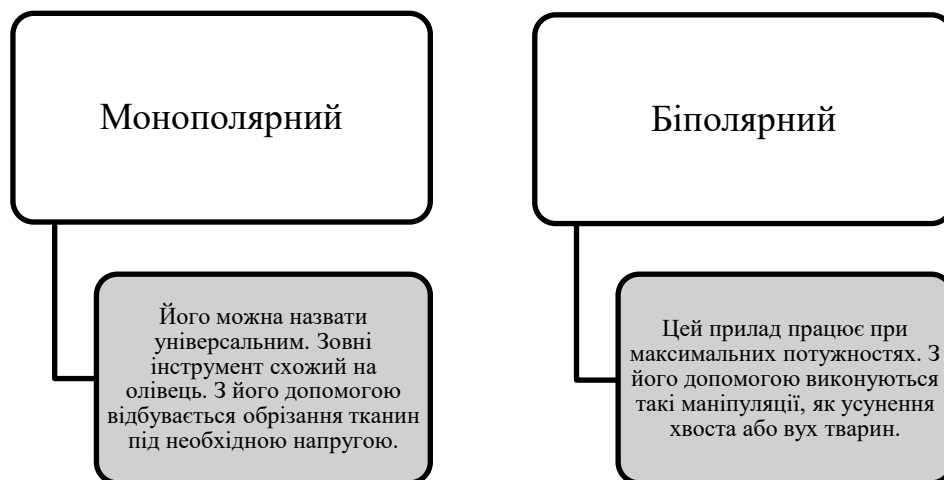 Монополярний
Його можна назвати
універсальним. Зовні
інструмент схожий на
олівець. З його допомогою
відбувається обрізання тканин
під необхідною напругою.
Біполярний
Цей прилад працює при
максимальних потужностях. З
його допомогою виконуються
такі маніпуляції, як усунення
хвоста або вух тварин.